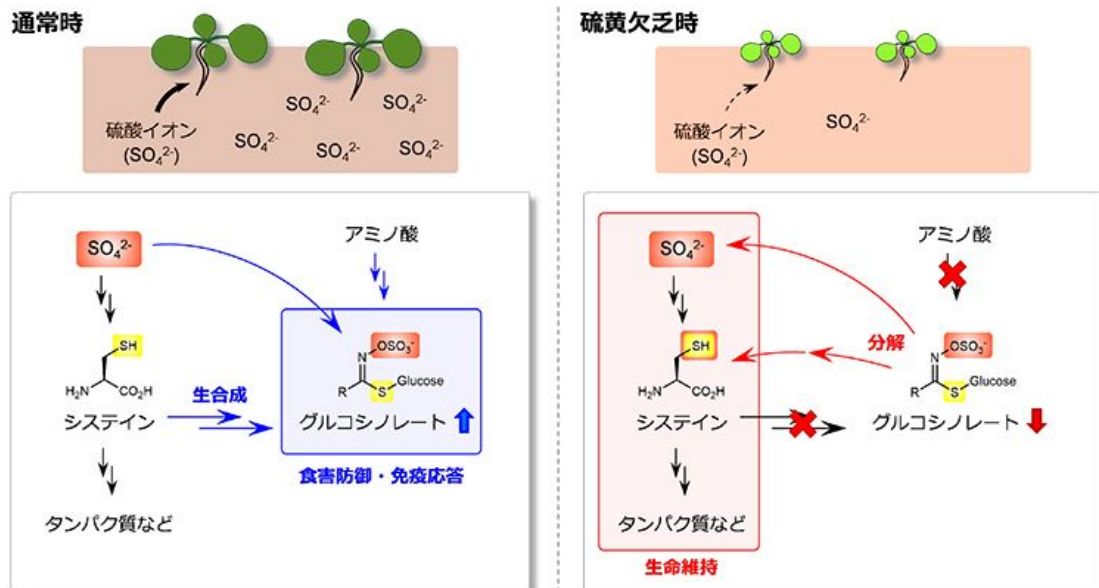 通常時
硫酸イオン
(SO₄²⁻)
SO₄²⁻
SO₄²⁻
SO₄²⁻
SO₄²⁻
SO₄²⁻
SO₄²⁻
アミノ酸
SH
H₂N
CO₂H
システイン
生合成
N
OSO₃⁻
R
S
Glucose
グルコシノレート
食害防御・免疫応答
タンパク質など
硫黄欠乏時
硫酸イオン
(SO₄²⁻)
SO₄²⁻
SO₄²⁻
アミノ酸
分解
SH
H₂N
CO₂H
システイン
N
OSO₃⁻
R
S
Glucose
グルコシノレート
タンパク質など
生命維持